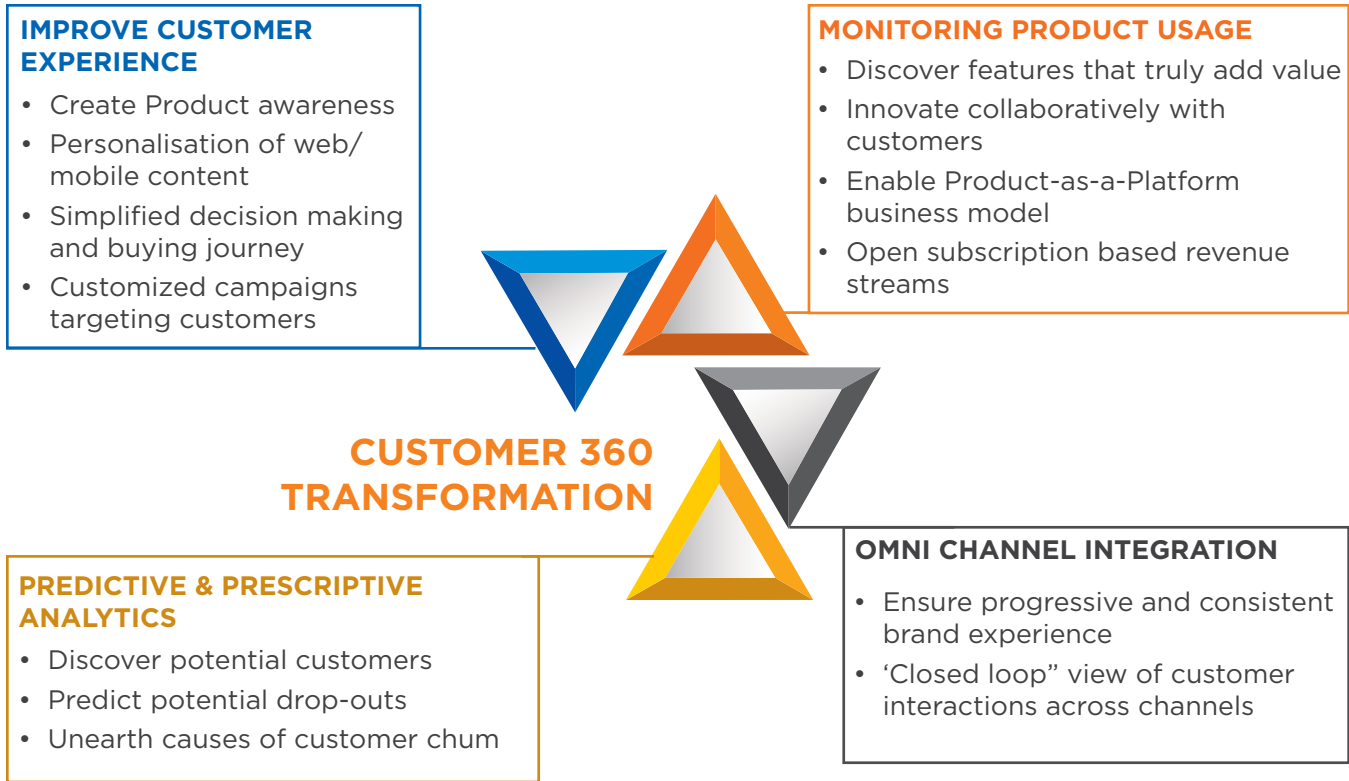 IMPROVE CUSTOMER
EXPERIENCE
• Create Product awareness
• Personalisation of web/
mobile content
• Simplified decision making
and buying journey
• Customized campaigns
targeting customers
MONITORING PRODUCT USAGE
• Discover features that truly add value
• Innovate collaboratively with
customers
• Enable Product-as-a-Platform
business model
• Open subscription based revenue
streams
CUSTOMER 360
TRANSFORMATION
PREDICTIVE & PRESCRIPTIVE
ANALYTICS
• Discover potential customers
• Predict potential drop-outs
• Unearth causes of customer chum
OMNI CHANNEL INTEGRATION
• Ensure progressive and consistent
brand experience
• ‘Closed loop” view of customer
interactions across channels